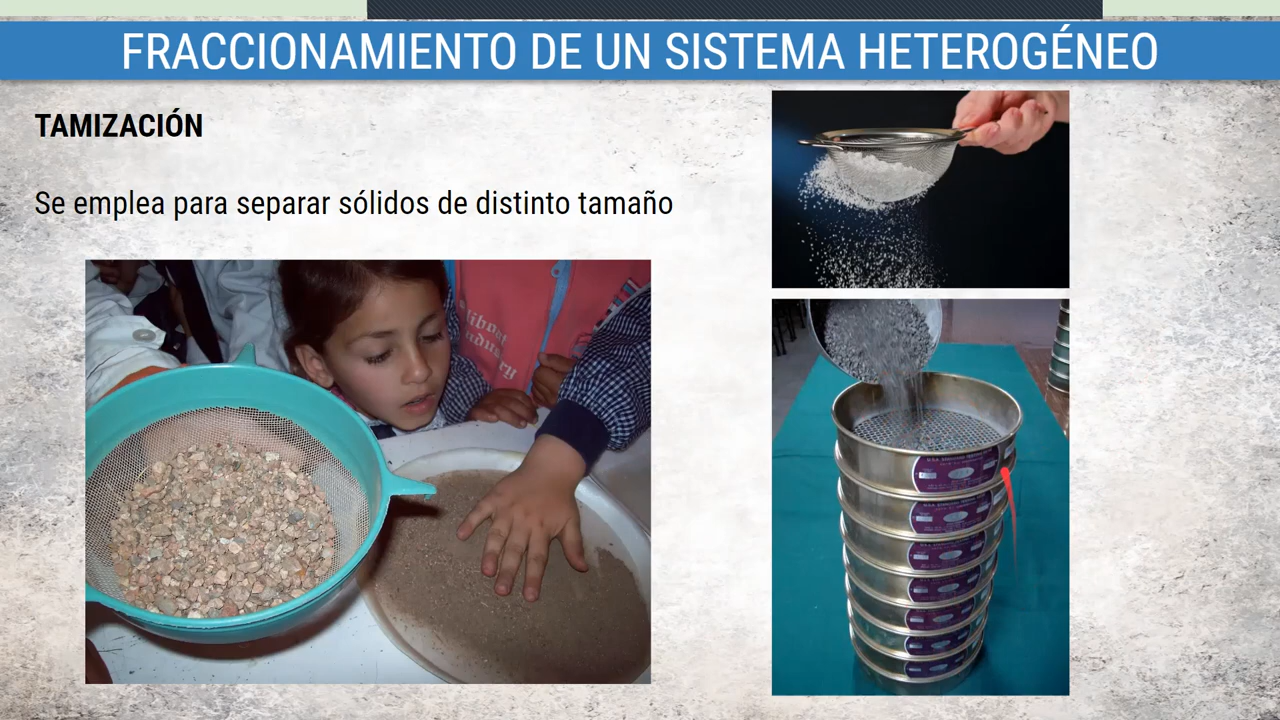 FRACCIONAMIENTO DE UN SISTEMA HETEROGÉNEO
TAMIZACIÓN
Se emplea para separar sólidos de distinto tamaño